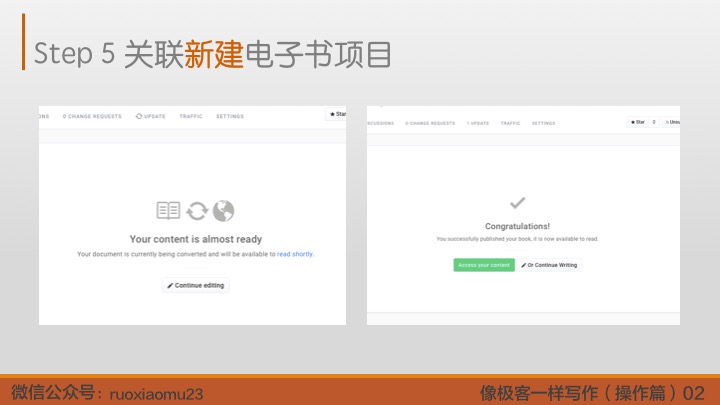 Step 5 关联新建电子书项目
ONS 0 CHANGE REQUESTS UPDATE TRAFFIC SETTINGS Star
Your content is almost ready
Your document is currently being converted and will be available to read shortly.
Continue editing
SCUSSIONS 0 CHANGE REQUESTS 1 UPDATE TRAFFIC SETTINGS Star 0 Unwa
Congratulations!
You successfully published your book, it is now available to read.
Access your content Or Continue Writing
微信公众号：ruoxiaomu23
像极客一样写作（操作篇）02